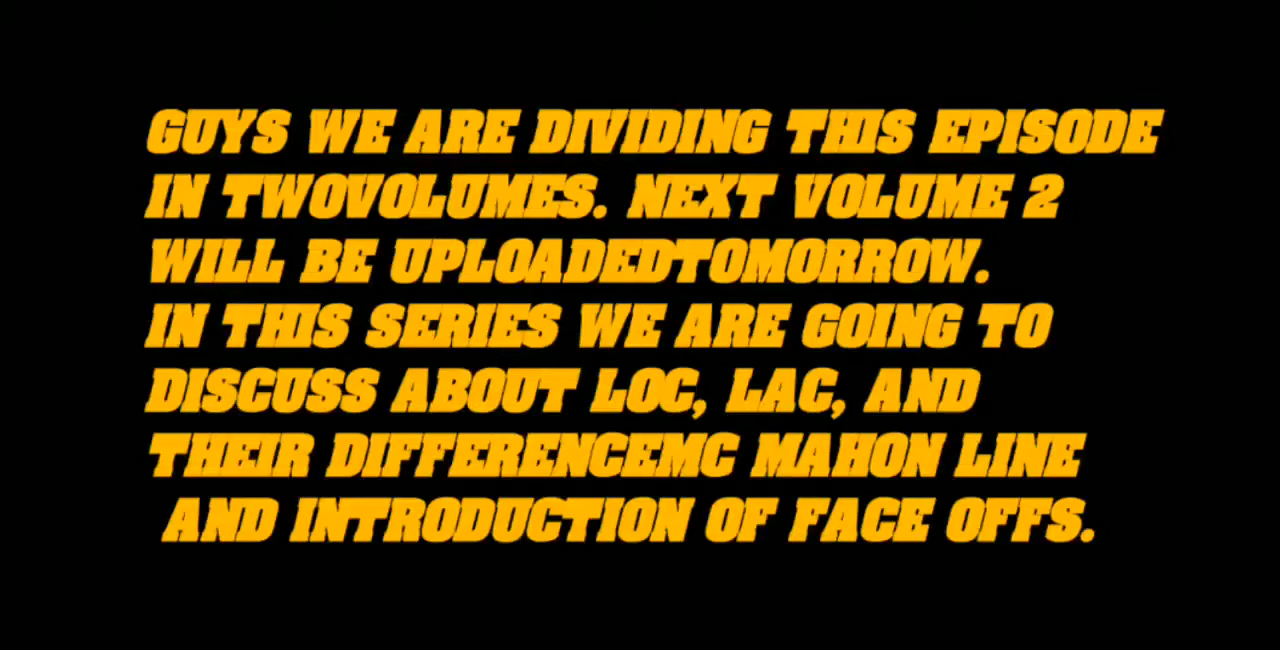 GUYS WE ARE DIVIDING THIS EPISODE
IN TWOVOLUMES. NEXT VOLUME 2
WILL BE UPLOADEDTOMORROW.
IN THIS SERIES WE ARE GOING TO
DISCUSS ABOUT LOC, LAC, AND
THEIR DIFFERENCEMC MAHON LINE
AND INTRODUCTION OF FACE OFFS.